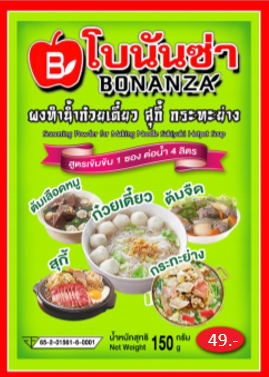 B โบนันซ่า
BONANZA
ผงทำน้ำก๋วยเตี๋ยว สุกี้ กระทะย่าง
Seasoning Powder for Making Noodle Sukiyaki Hotpot Soup
สูตรเข้มข้น 1 ซอง ต่อน้ำ 4 ลิตร
ต้มเลือดหมู
ก๋วยเตี๋ยว
ต้มจืด
สุกี้
กระทะย่าง
65-2-01561-6-0001
น้ำหนักสุทธิ 150 กรัม
Net Weight g
49.-